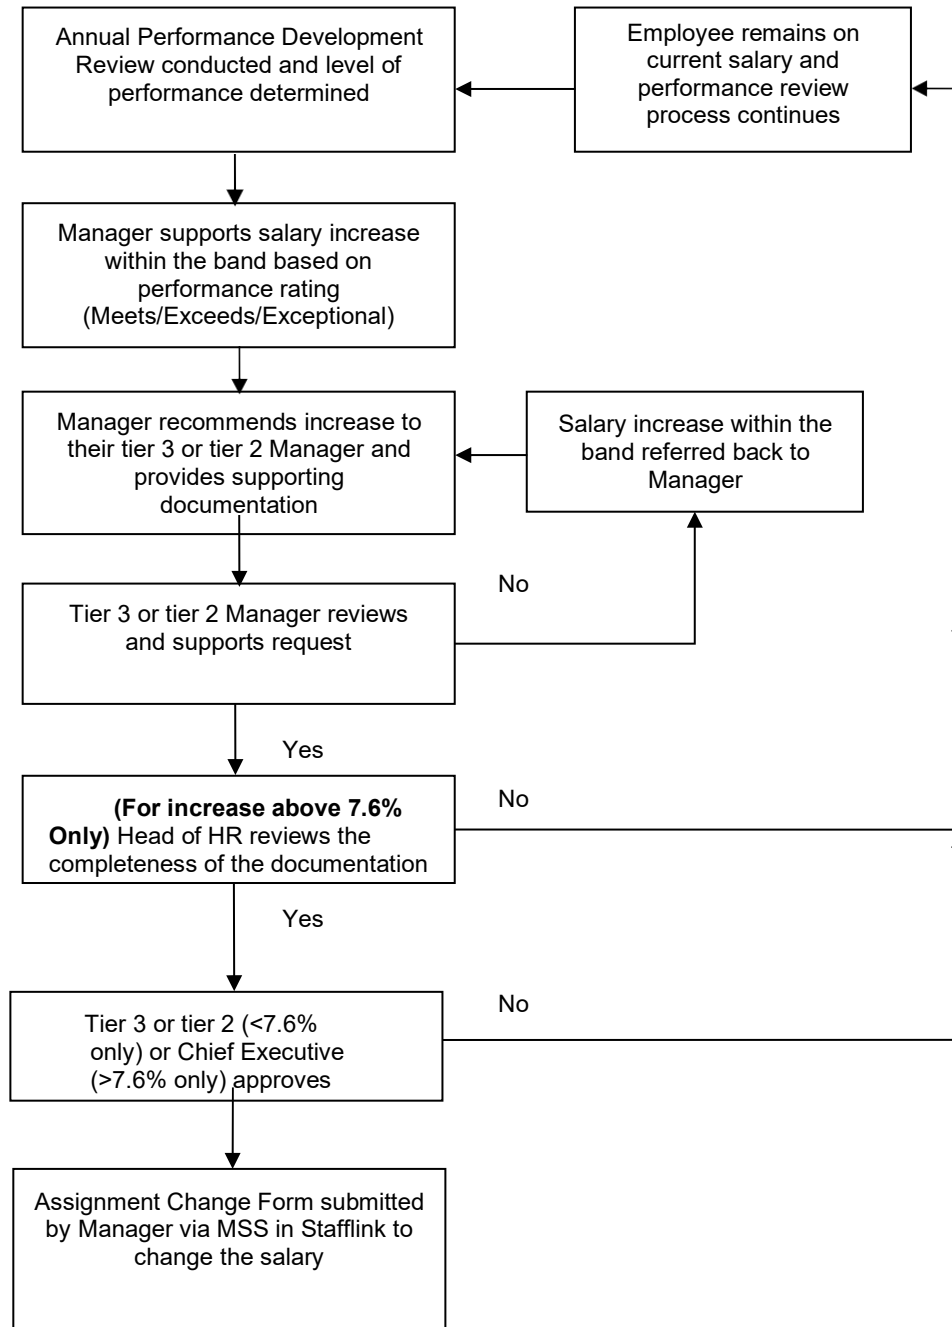 Annual Performance Development
Review conducted and level of
performance determined
Employee remains on
current salary and
performance review
process continues
Manager supports salary increase
within the band based on
performance rating
(Meets/Exceeds/Exceptional)
Manager recommends increase to
their tier 3 or tier 2 Manager and
provides supporting
documentation
Salary increase within the
band referred back to
Manager
No
Tier 3 or tier 2 Manager reviews
and supports request
Yes
(For increase above 7.6%
Only) Head of HR reviews the
completeness of the documentation
No
Yes
Tier 3 or tier 2 (<7.6%
only) or Chief Executive
(>7.6% only) approves
No
Assignment Change Form submitted
by Manager via MSS in Stafflink to
change the salary